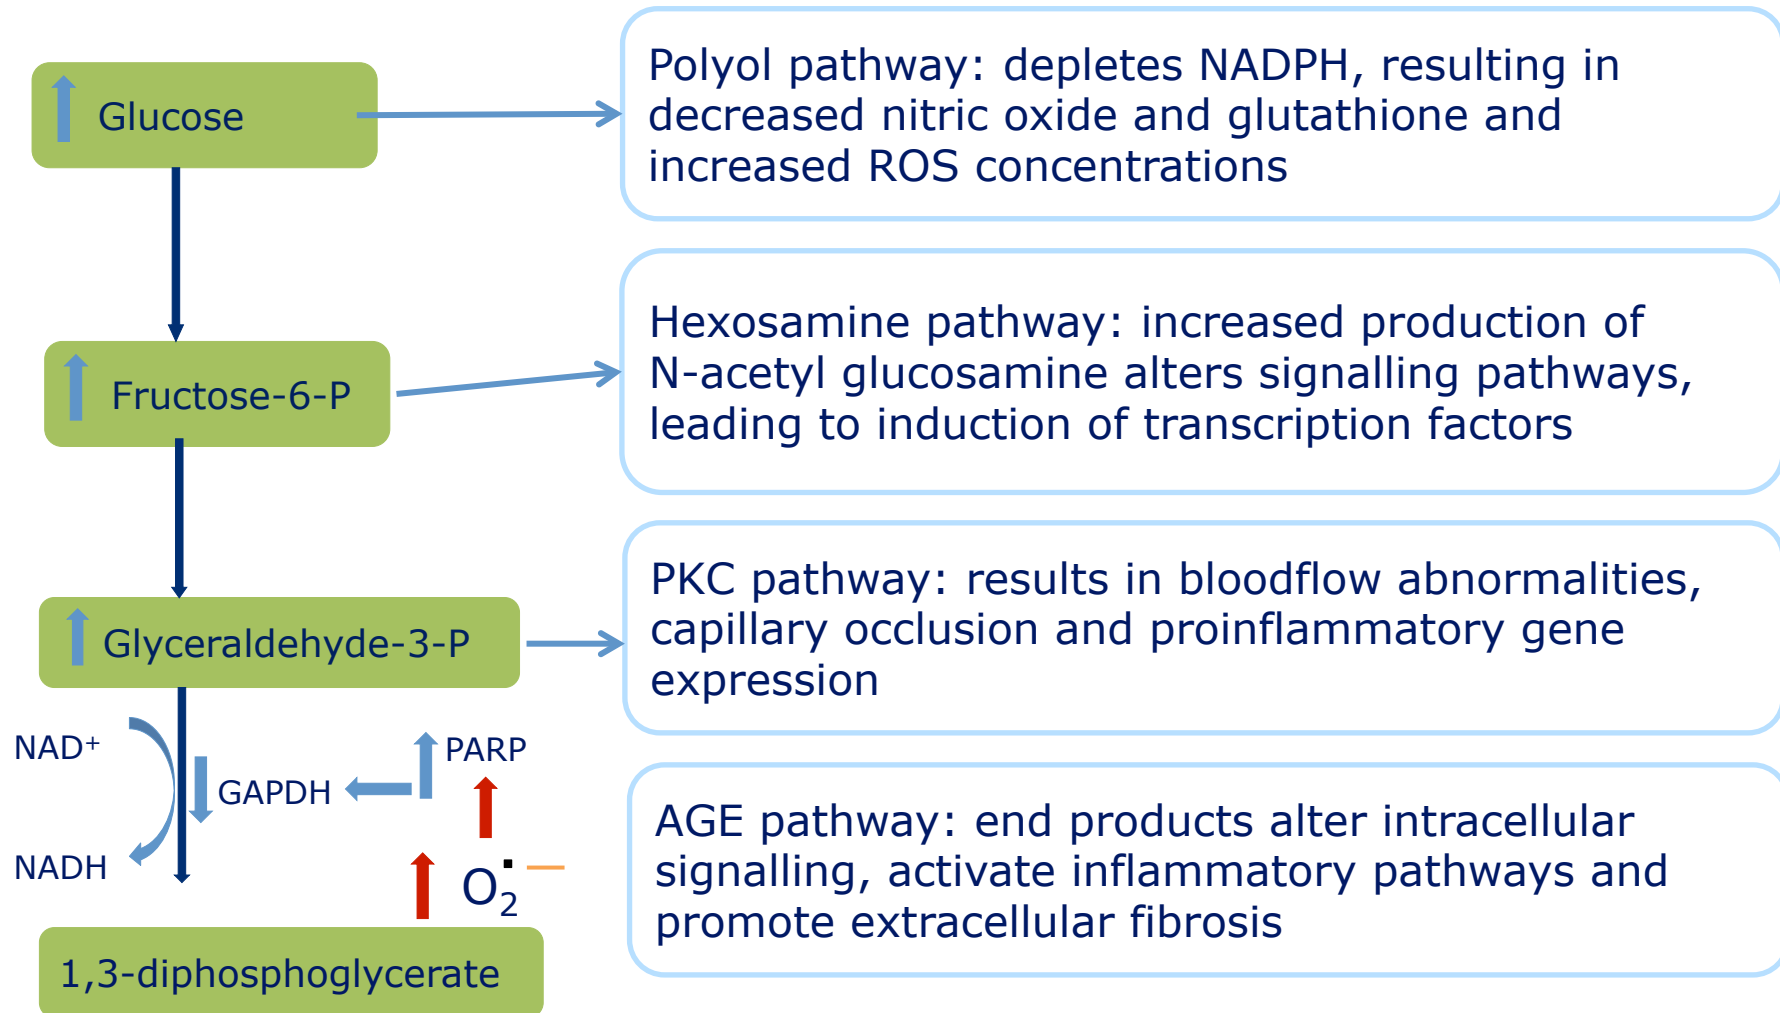 Glucose
Polyol pathway: depletes NADPH, resulting in
decreased nitric oxide and glutathione and
increased ROS concentrations
Fructose-6-P
Hexosamine pathway: increased production of
N-acetyl glucosamine alters signalling pathways,
leading to induction of transcription factors
Glyceraldehyde-3-P
PKC pathway: results in bloodflow abnormalities,
capillary occlusion and proinflammatory gene
expression
NAD⁺
GAPDH
PARP
NADH
O₂˙⁻
AGE pathway: end products alter intracellular
signalling, activate inflammatory pathways and
promote extracellular fibrosis
1,3-diphosphoglycerate